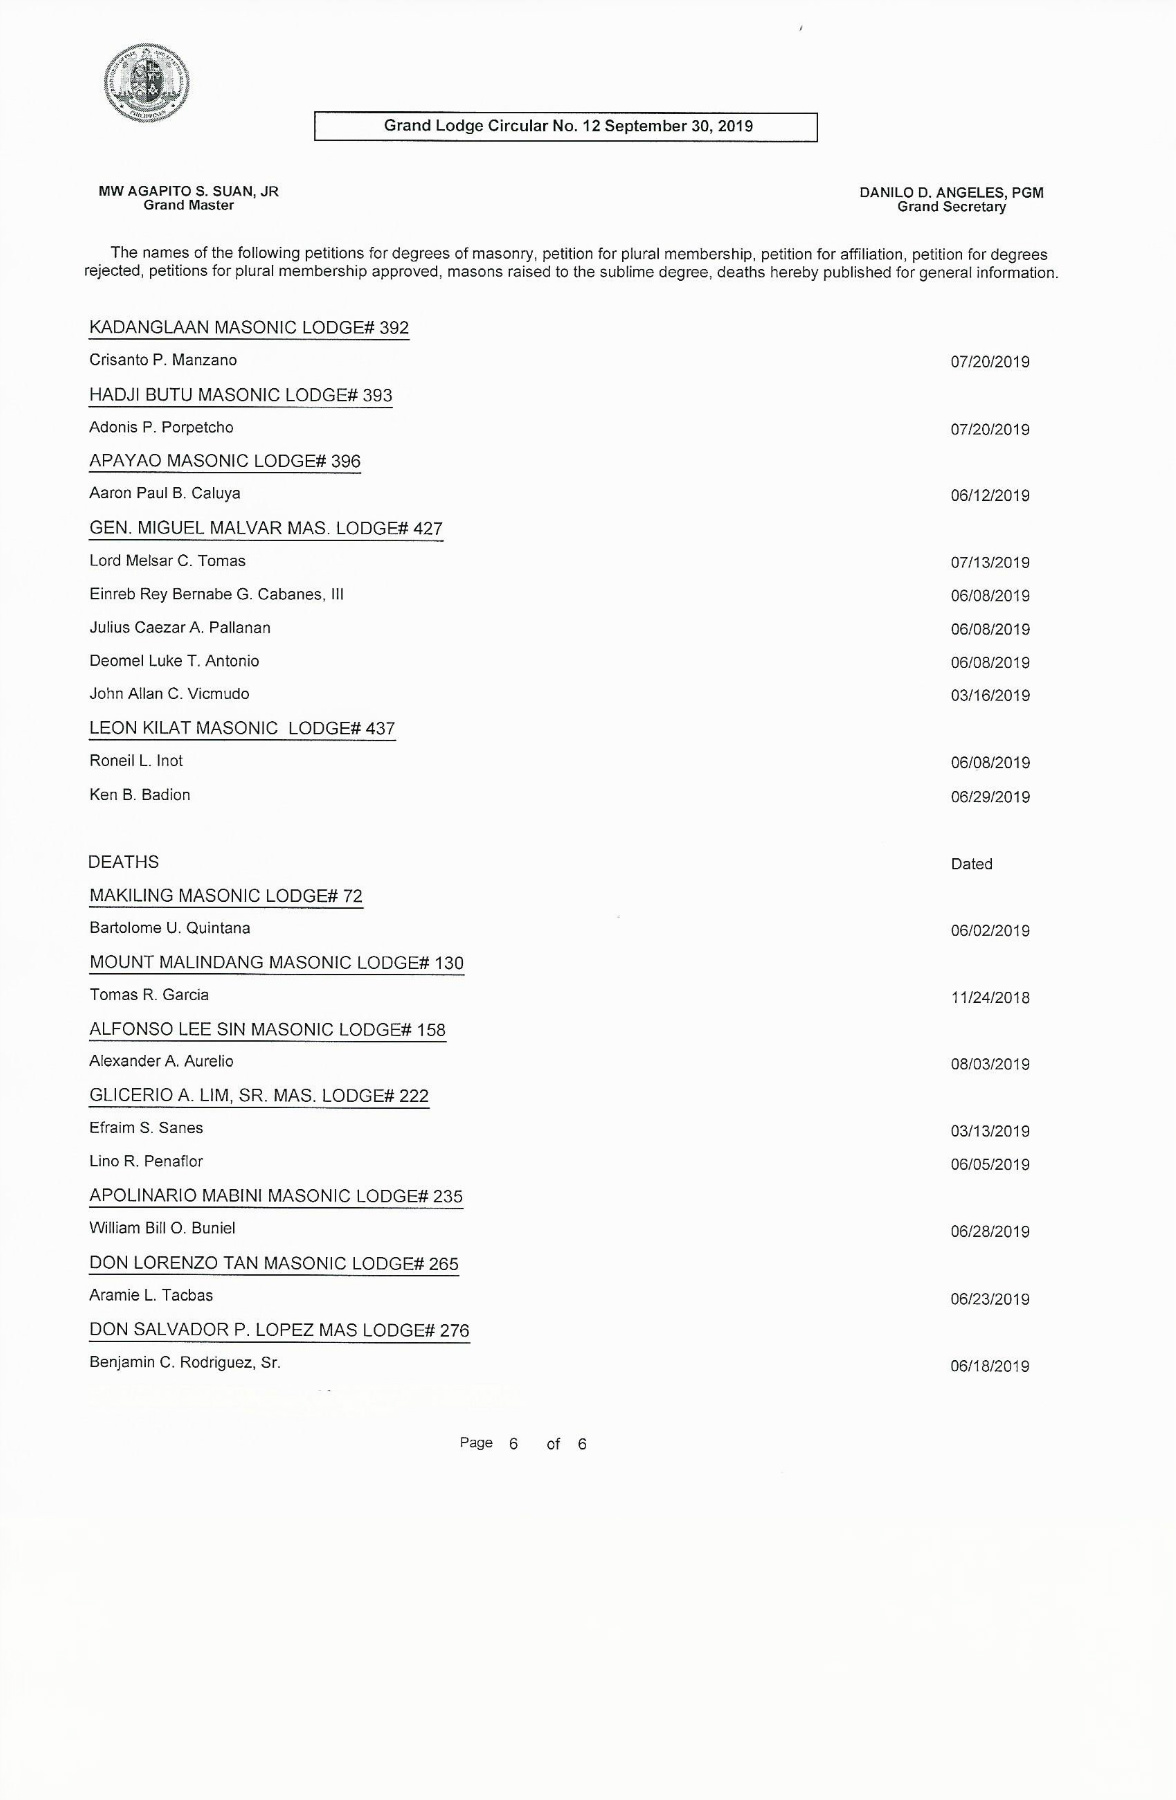 Grand Lodge Circular No. 12 September 30, 2019
MW AGAPITO S. SUAN, JR
Grand Master
DANILO D. ANGELES, PGM
Grand Secretary
The names of the following petitions for degrees of masonry, petition for plural membership, petition for affiliation, petition for degrees
rejected, petitions for plural membership approved, masons raised to the sublime degree, deaths hereby published for general information.
KADANGLAAN MASONIC LODGE# 392
Crisanto P. Manzano 07/20/2019
HADJI BUTU MASONIC LODGE# 393
Adonis P. Porpetcho 07/20/2019
APAYAO MASONIC LODGE# 396
Aaron Paul B. Caluya 06/12/2019
GEN. MIGUEL MALVAR MAS. LODGE# 427
Lord Melsar C. Tomas 07/13/2019
Einreb Rey Bernabe G. Cabanes, III 06/08/2019
Julius Caezar A. Pallanan 06/08/2019
Deomel Luke T. Antonio 06/08/2019
John Allan C. Vicmudo 03/16/2019
LEON KILAT MASONIC LODGE# 437
Roneil L. Inot 06/08/2019
Ken B. Badion 06/29/2019
DEATHS Dated
MAKILING MASONIC LODGE# 72
Bartolome U. Quintana 06/02/2019
MOUNT MALINDANG MASONIC LODGE# 130
Tomas R. Garcia 11/24/2018
ALFONSO LEE SIN MASONIC LODGE# 158
Alexander A. Aurelio 08/03/2019
GLICERIO A. LIM, SR. MAS. LODGE# 222
Efraim S. Sanes 03/13/2019
Lino R. Penaflor 06/05/2019
APOLINARIO MABINI MASONIC LODGE# 235
William Bill O. Buniel 06/28/2019
DON LORENZO TAN MASONIC LODGE# 265
Aramie L. Tacbas 06/23/2019
DON SALVADOR P. LOPEZ MAS LODGE# 276
Benjamin C. Rodriguez, Sr. 06/18/2019
Page 6 of 6